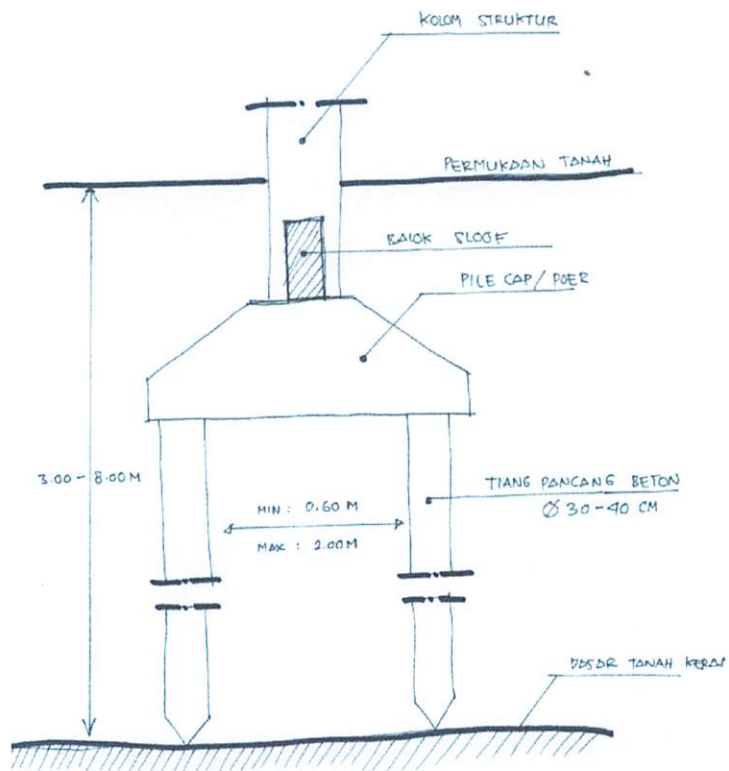 KOLOM STRUKTUR
PERMUKAAN TANAH
BALOK SLOOF
PILE CAP / POER
3.00 - 8.00 M
MIN : 0.60 M
MAX : 2.00 M
TIANG PANCANG BETON
Ø 30-40 CM
DASAR TANAH KERAS